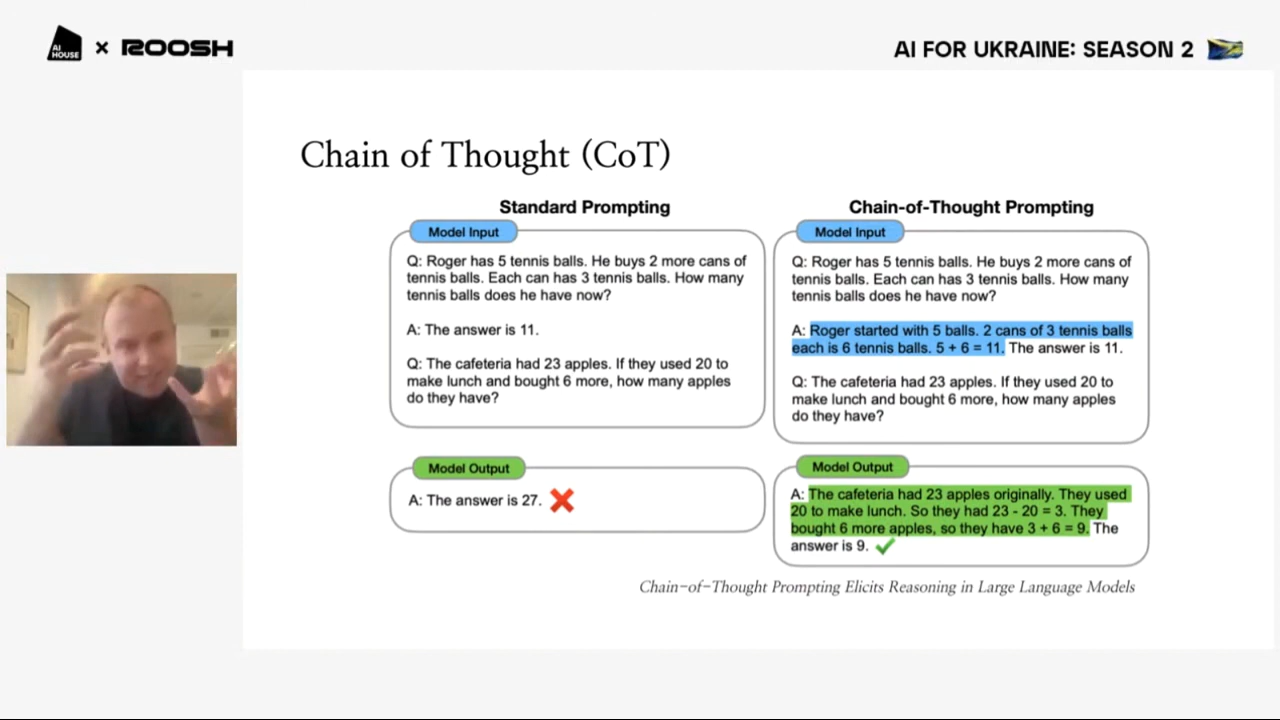 AI
HOUSE
× ROOSH
AI FOR UKRAINE: SEASON 2
Chain of Thought (CoT)
Standard Prompting
Model Input
Q: Roger has 5 tennis balls. He buys 2 more cans of
tennis balls. Each can has 3 tennis balls. How many
tennis balls does he have now?
A: The answer is 11.
Q: The cafeteria had 23 apples. If they used 20 to
make lunch and bought 6 more, how many apples
do they have?
Model Output
A: The answer is 27.
Chain-of-Thought Prompting
Model Input
Q: Roger has 5 tennis balls. He buys 2 more cans of
tennis balls. Each can has 3 tennis balls. How many
tennis balls does he have now?
A: Roger started with 5 balls. 2 cans of 3 tennis balls
each is 6 tennis balls. 5 + 6 = 11. The answer is 11.
Q: The cafeteria had 23 apples. If they used 20 to
make lunch and bought 6 more, how many apples
do they have?
Model Output
A: The cafeteria had 23 apples originally. They used
20 to make lunch. So they had 23 - 20 = 3. They
bought 6 more apples, so they have 3 + 6 = 9. The
answer is 9.
Chain-of-Thought Prompting Elicits Reasoning in Large Language Models